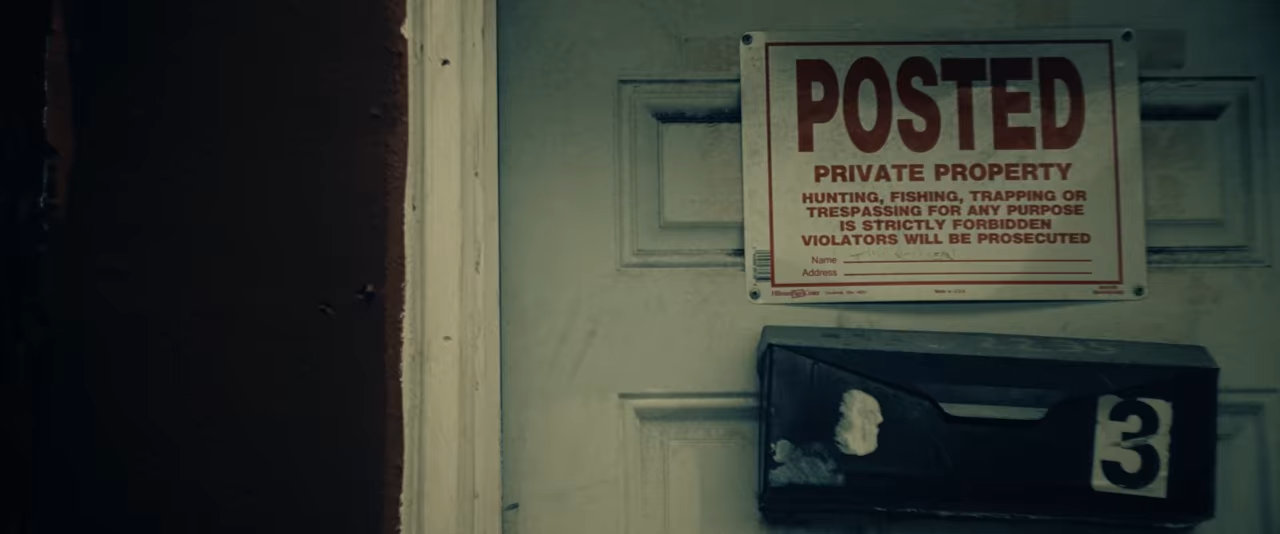 POSTED
PRIVATE PROPERTY
HUNTING, FISHING, TRAPPING OR
TRESPASSING FOR ANY PURPOSE
IS STRICTLY FORBIDDEN
VIOLATORS WILL BE PROSECUTED
Name
Address
3